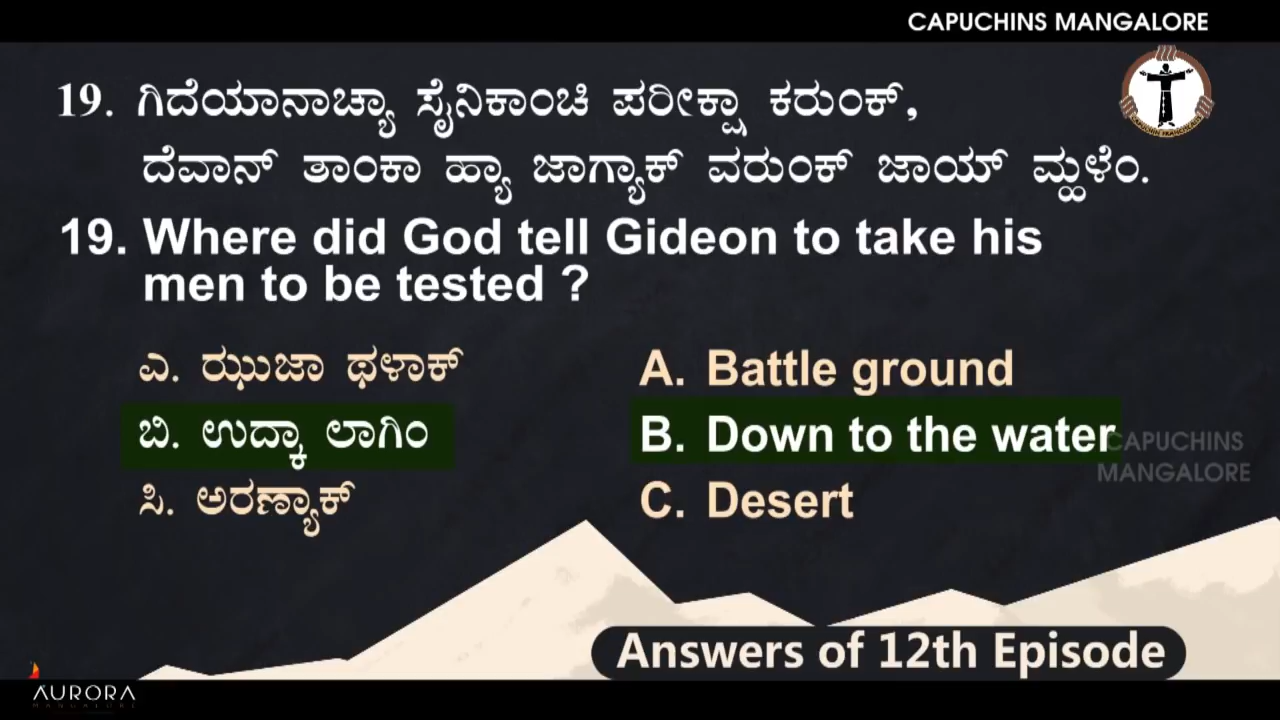 CAPUCHINS MANGALORE
19. ಗಿದೆಯಾನಾಚ್ಯಾ ಸೈನಿಕಾಂಚಿ ಪರೀಕ್ಷಾ ಕರುಂಕ್,
ದೆವಾನ್ ತಾಂಕಾ ಹ್ಯಾ ಜಾಗ್ಯಾಕ್ ವರುಂಕ್ ಜಾಯ್ ಮ್ಹಳೆಂ.
19. Where did God tell Gideon to take his
men to be tested ?
ಎ. ಝುಜಾ ಥಳಾಕ್
A. Battle ground
ಬಿ. ಉದ್ಕಾ ಲಾಗಿಂ
B. Down to the water
ಸಿ. ಅರಣ್ಯಾಕ್
C. Desert
CAPUCHINS
MANGALORE
Answers of 12th Episode
AURORA
MANGALORE